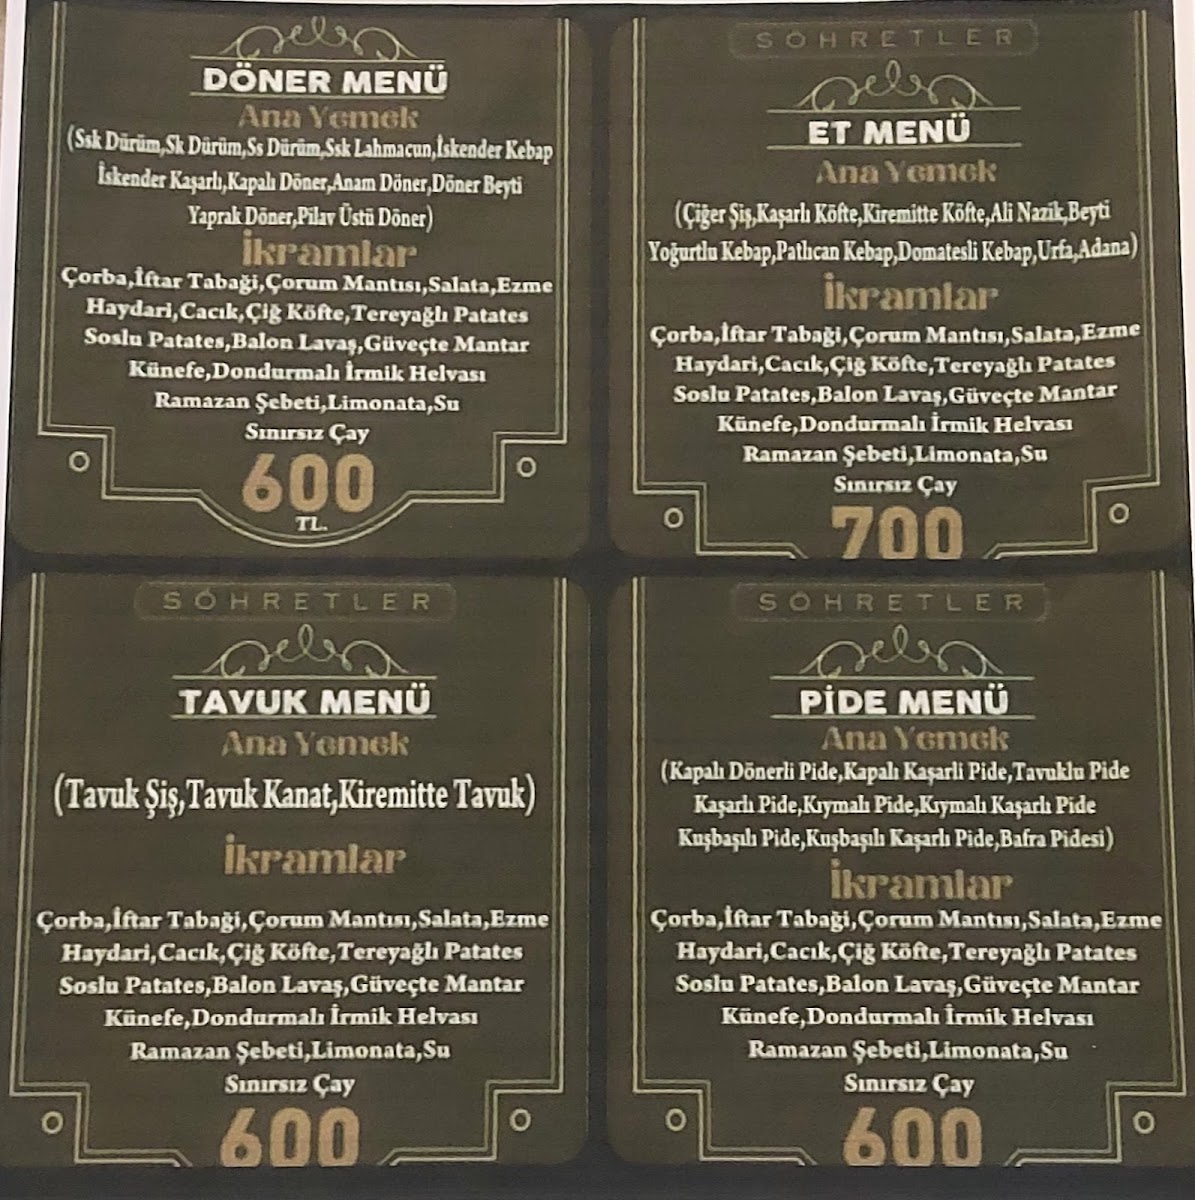 DÖNER MENÜ
Ana Yemek
(Ssk Dürüm,Sk Dürüm,Ss Dürüm,Ssk Lahmacun,İskender Kebap
İskender Kaşarlı,Kapalı Döner,Anam Döner,Döner Beyti
Yaprak Döner,Pilav Üstü Döner)
İkramlar
Çorba,İftar Tabaği,Çorum Mantısı,Salata,Ezme
Haydari,Cacık,Çiğ Köfte,Tereyağlı Patates
Soslu Patates,Balon Lavaş,Güveçte Mantar
Künefe,Dondurmalı İrmik Helvası
Ramazan Şebeti,Limonata,Su
Sınırsız Çay
600
TL.
SÖHRETLER
ET MENÜ
Ana Yemek
(Çiğer Şiş,Kaşarlı Köfte,Kiremitte Köfte,Ali Nazik,Beyti
Yoğurtlu Kebap,Patlıcan Kebap,Domatesli Kebap,Urfa,Adana)
İkramlar
Çorba,İftar Tabaği,Çorum Mantısı,Salata,Ezme
Haydari,Cacık,Çiğ Köfte,Tereyağlı Patates
Soslu Patates,Balon Lavaş,Güveçte Mantar
Künefe,Dondurmalı İrmik Helvası
Ramazan Şebeti,Limonata,Su
Sınırsız Çay
700
SÖHRETLER
TAVUK MENÜ
Ana Yemek
(Tavuk Şiş,Tavuk Kanat,Kiremitte Tavuk)
İkramlar
Çorba,İftar Tabaği,Çorum Mantısı,Salata,Ezme
Haydari,Cacık,Çiğ Köfte,Tereyağlı Patates
Soslu Patates,Balon Lavaş,Güveçte Mantar
Künefe,Dondurmalı İrmik Helvası
Ramazan Şebeti,Limonata,Su
Sınırsız Çay
600
SÖHRETLER
PİDE MENÜ
Ana Yemek
(Kapalı Dönerli Pide,Kapalı Kaşarli Pide,Tavuklu Pide
Kaşarlı Pide,Kıymalı Pide,Kıymalı Kaşarlı Pide
Kuşbaşılı Pide,Kuşbaşılı Kaşarlı Pide,Bafra Pidesi)
İkramlar
Çorba,İftar Tabaği,Çorum Mantısı,Salata,Ezme
Haydari,Cacık,Çiğ Köfte,Tereyağlı Patates
Soslu Patates,Balon Lavaş,Güveçte Mantar
Künefe,Dondurmalı İrmik Helvası
Ramazan Şebeti,Limonata,Su
Sınırsız Çay
600